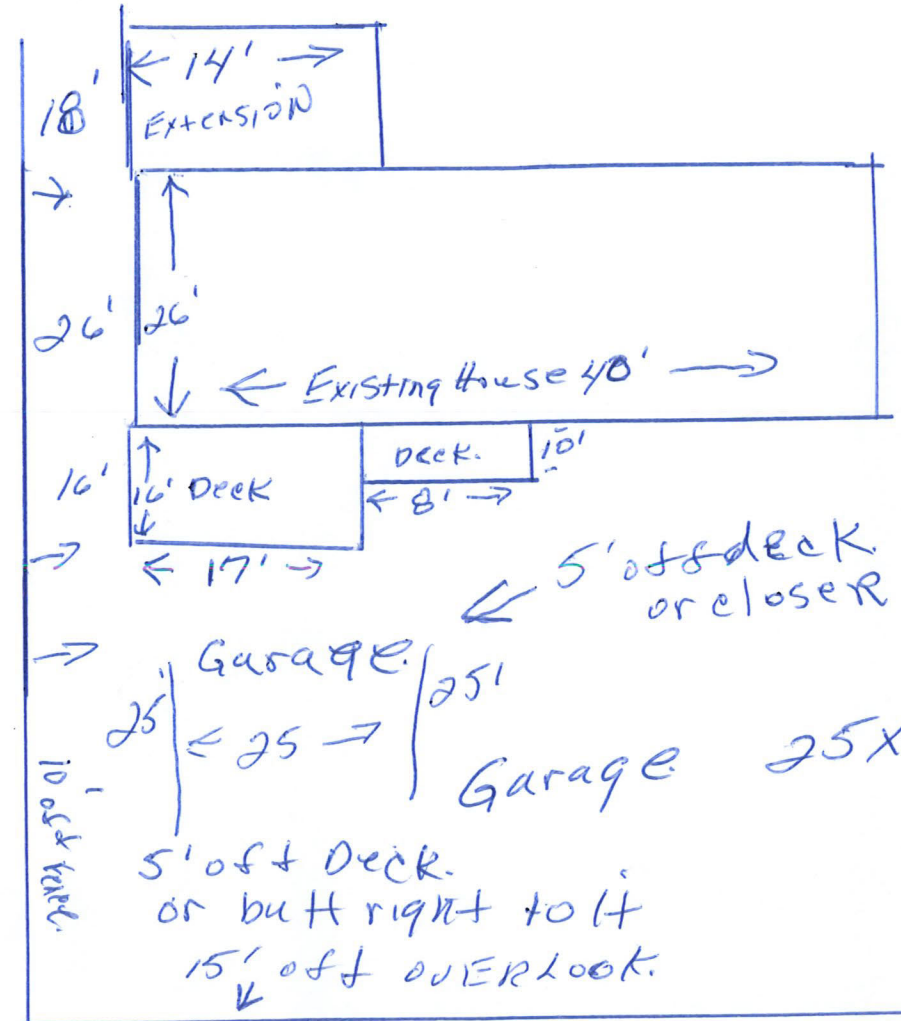 18' ← 14' →
Extension
→
26' 26'
← Existing House 40' →
16' 16' Deck Deck. 10'
← 8' →
→ ← 17' →
5' off deck
or closer
→ Garage.
25' ← 25 → 25'
Garage 25X
10' off fence.
5' off Deck.
or butt right to it
15' off OVERLOOK.